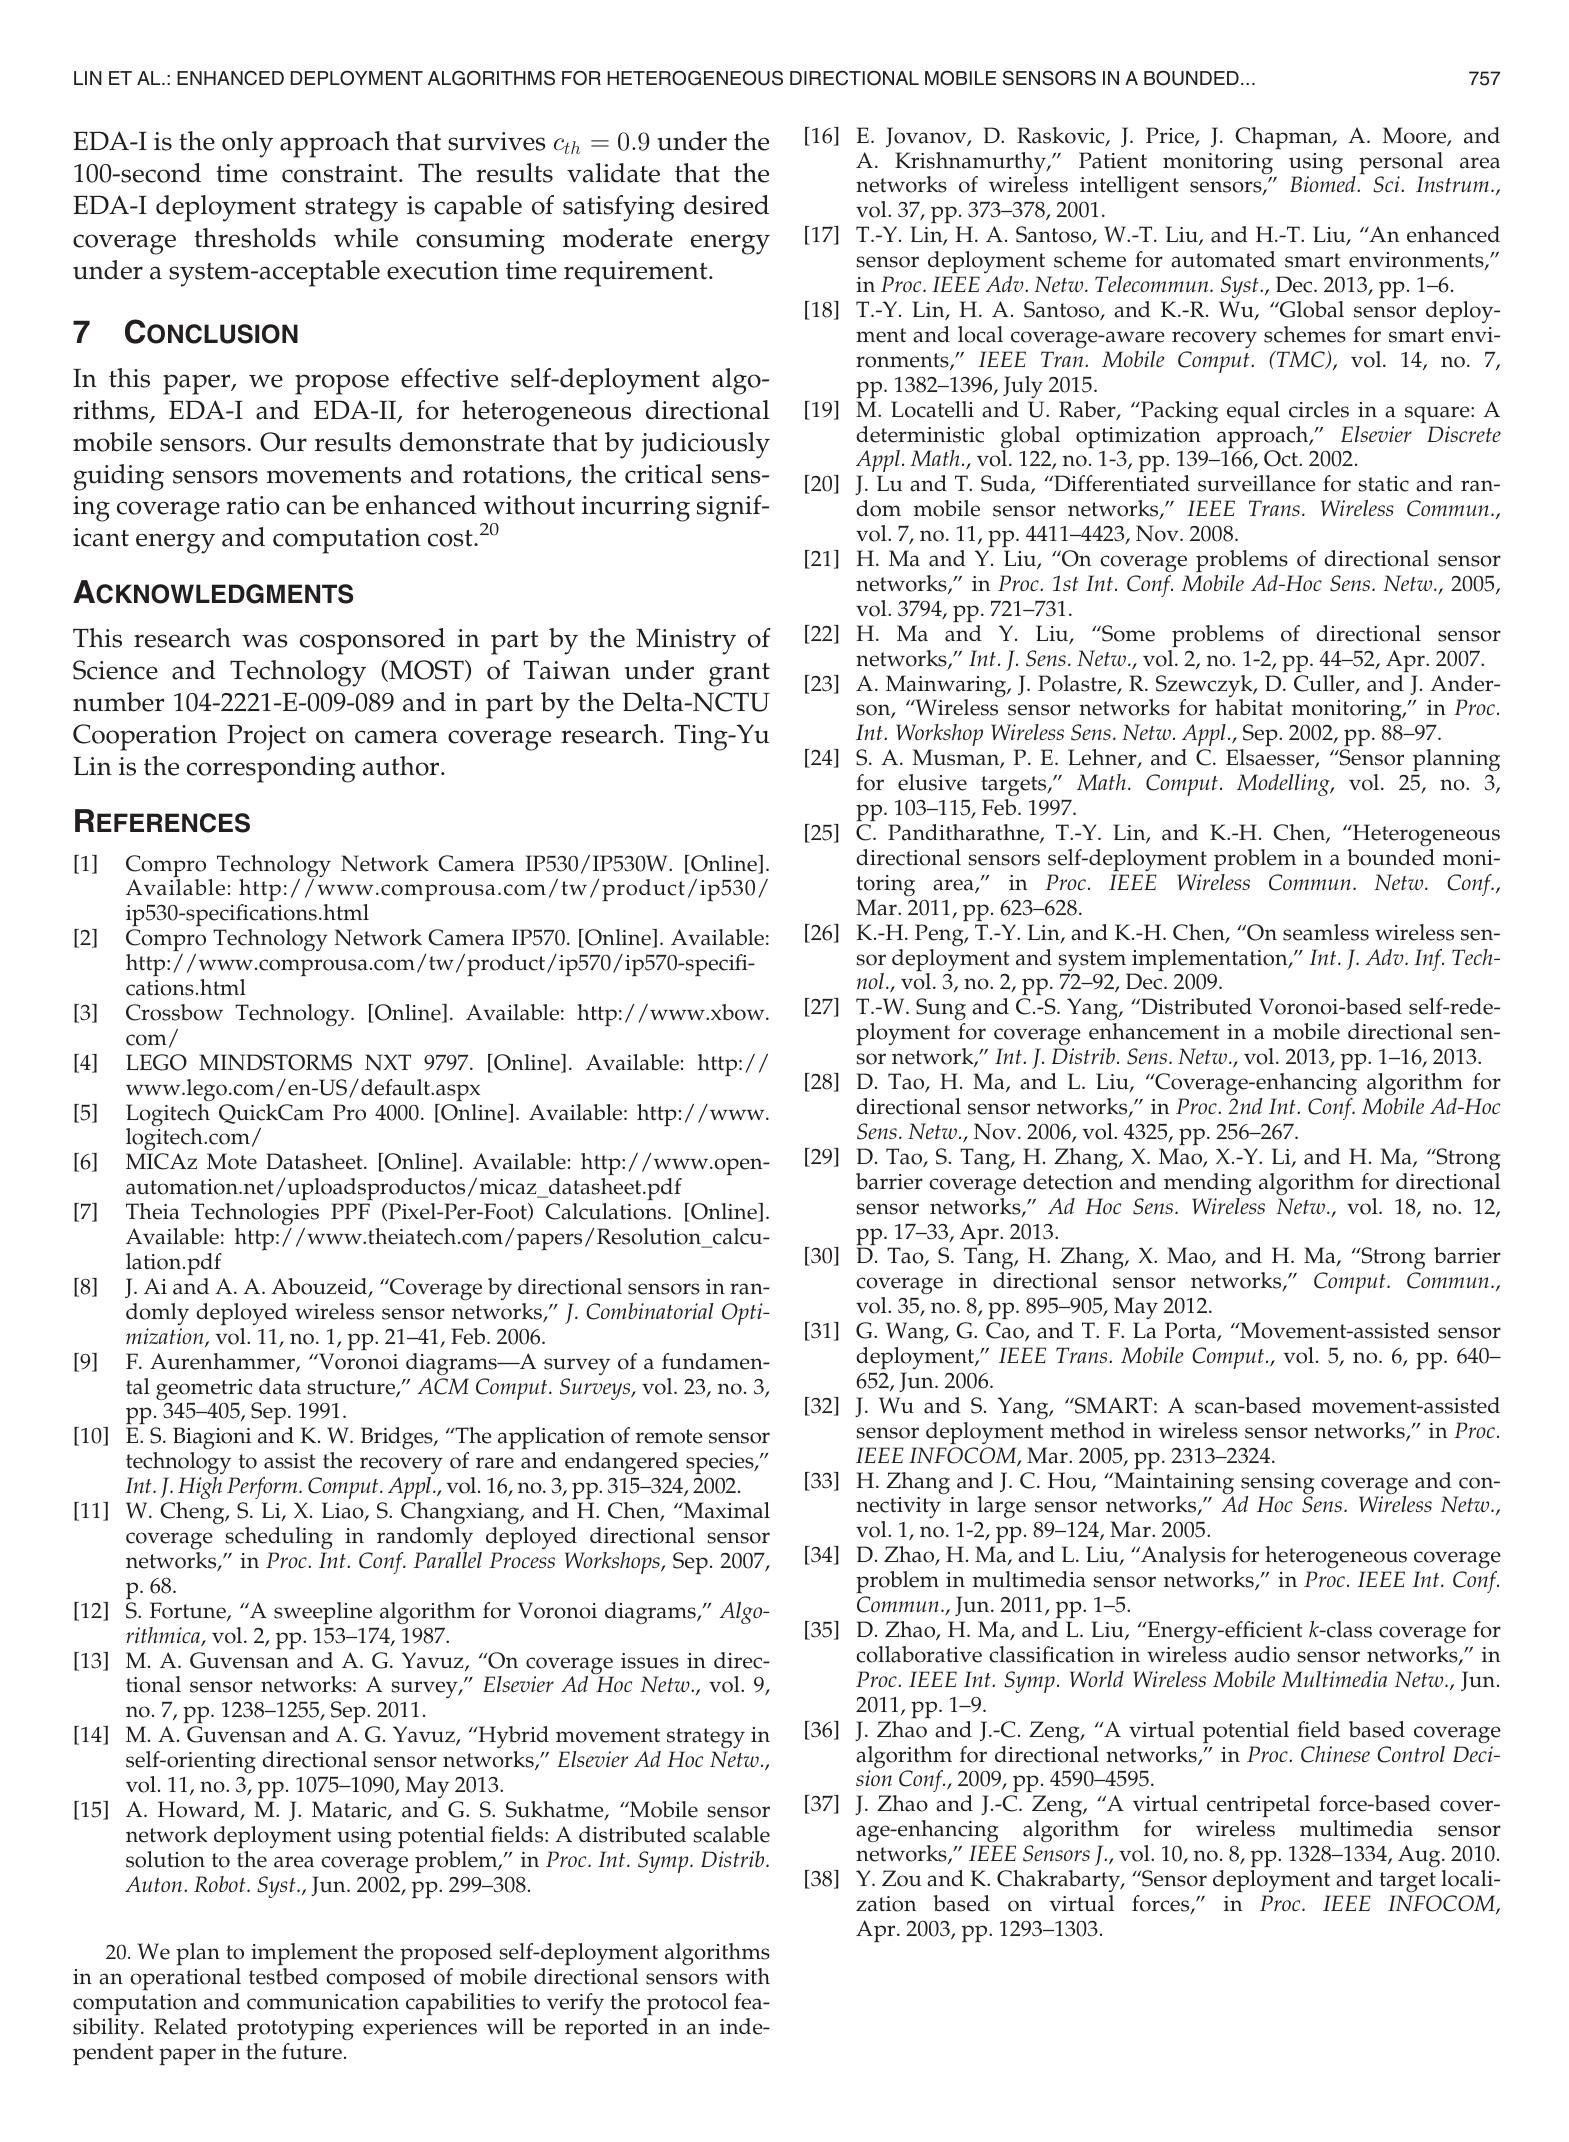 LIN ET AL.: ENHANCED DEPLOYMENT ALGORITHMS FOR HETEROGENEOUS DIRECTIONAL MOBILE SENSORS IN A BOUNDED... 757
EDA-I is the only approach that survives c_th = 0.9 under the
100-second time constraint. The results validate that the
EDA-I deployment strategy is capable of satisfying desired
coverage thresholds while consuming moderate energy
under a system-acceptable execution time requirement.
7 CONCLUSION
In this paper, we propose effective self-deployment algo-
rithms, EDA-I and EDA-II, for heterogeneous directional
mobile sensors. Our results demonstrate that by judiciously
guiding sensors movements and rotations, the critical sens-
ing coverage ratio can be enhanced without incurring signif-
icant energy and computation cost.20
ACKNOWLEDGMENTS
This research was cosponsored in part by the Ministry of
Science and Technology (MOST) of Taiwan under grant
number 104-2221-E-009-089 and in part by the Delta-NCTU
Cooperation Project on camera coverage research. Ting-Yu
Lin is the corresponding author.
REFERENCES
[1] Compro Technology Network Camera IP530/IP530W. [Online].
Available: http://www.comprousa.com/tw/product/ip530/
ip530-specifications.html
[2] Compro Technology Network Camera IP570. [Online]. Available:
http://www.comprousa.com/tw/product/ip570/ip570-specifi-
cations.html
[3] Crossbow Technology. [Online]. Available: http://www.xbow.
com/
[4] LEGO MINDSTORMS NXT 9797. [Online]. Available: http://
www.lego.com/en-US/default.aspx
[5] Logitech QuickCam Pro 4000. [Online]. Available: http://www.
logitech.com/
[6] MICAz Mote Datasheet. [Online]. Available: http://www.open-
automation.net/uploadsproductos/micaz_datasheet.pdf
[7] Theia Technologies PPF (Pixel-Per-Foot) Calculations. [Online].
Available: http://www.theiatech.com/papers/Resolution_calcu-
lation.pdf
[8] J. Ai and A. A. Abouzeid, “Coverage by directional sensors in ran-
domly deployed wireless sensor networks,” J. Combinatorial Opti-
mization, vol. 11, no. 1, pp. 21–41, Feb. 2006.
[9] F. Aurenhammer, “Voronoi diagrams—A survey of a fundamen-
tal geometric data structure,” ACM Comput. Surveys, vol. 23, no. 3,
pp. 345–405, Sep. 1991.
[10] E. S. Biagioni and K. W. Bridges, “The application of remote sensor
technology to assist the recovery of rare and endangered species,”
Int. J. High Perform. Comput. Appl., vol. 16, no. 3, pp. 315–324, 2002.
[11] W. Cheng, S. Li, X. Liao, S. Changxiang, and H. Chen, “Maximal
coverage scheduling in randomly deployed directional sensor
networks,” in Proc. Int. Conf. Parallel Process Workshops, Sep. 2007,
p. 68.
[12] S. Fortune, “A sweepline algorithm for Voronoi diagrams,” Algo-
rithmica, vol. 2, pp. 153–174, 1987.
[13] M. A. Guvensan and A. G. Yavuz, “On coverage issues in direc-
tional sensor networks: A survey,” Elsevier Ad Hoc Netw., vol. 9,
no. 7, pp. 1238–1255, Sep. 2011.
[14] M. A. Guvensan and A. G. Yavuz, “Hybrid movement strategy in
self-orienting directional sensor networks,” Elsevier Ad Hoc Netw.,
vol. 11, no. 3, pp. 1075–1090, May 2013.
[15] A. Howard, M. J. Mataric, and G. S. Sukhatme, “Mobile sensor
network deployment using potential fields: A distributed scalable
solution to the area coverage problem,” in Proc. Int. Symp. Distrib.
Auton. Robot. Syst., Jun. 2002, pp. 299–308.
20. We plan to implement the proposed self-deployment algorithms
in an operational testbed composed of mobile directional sensors with
computation and communication capabilities to verify the protocol fea-
sibility. Related prototyping experiences will be reported in an inde-
pendent paper in the future.
[16] E. Jovanov, D. Raskovic, J. Price, J. Chapman, A. Moore, and
A. Krishnamurthy,” Patient monitoring using personal area
networks of wireless intelligent sensors,” Biomed. Sci. Instrum.,
vol. 37, pp. 373–378, 2001.
[17] T.-Y. Lin, H. A. Santoso, W.-T. Liu, and H.-T. Liu, “An enhanced
sensor deployment scheme for automated smart environments,”
in Proc. IEEE Adv. Netw. Telecommun. Syst., Dec. 2013, pp. 1–6.
[18] T.-Y. Lin, H. A. Santoso, and K.-R. Wu, “Global sensor deploy-
ment and local coverage-aware recovery schemes for smart envi-
ronments,” IEEE Tran. Mobile Comput. (TMC), vol. 14, no. 7,
pp. 1382–1396, July 2015.
[19] M. Locatelli and U. Raber, “Packing equal circles in a square: A
deterministic global optimization approach,” Elsevier Discrete
Appl. Math., vol. 122, no. 1-3, pp. 139–166, Oct. 2002.
[20] J. Lu and T. Suda, “Differentiated surveillance for static and ran-
dom mobile sensor networks,” IEEE Trans. Wireless Commun.,
vol. 7, no. 11, pp. 4411–4423, Nov. 2008.
[21] H. Ma and Y. Liu, “On coverage problems of directional sensor
networks,” in Proc. 1st Int. Conf. Mobile Ad-Hoc Sens. Netw., 2005,
vol. 3794, pp. 721–731.
[22] H. Ma and Y. Liu, “Some problems of directional sensor
networks,” Int. J. Sens. Netw., vol. 2, no. 1-2, pp. 44–52, Apr. 2007.
[23] A. Mainwaring, J. Polastre, R. Szewczyk, D. Culler, and J. Ander-
son, “Wireless sensor networks for habitat monitoring,” in Proc.
Int. Workshop Wireless Sens. Netw. Appl., Sep. 2002, pp. 88–97.
[24] S. A. Musman, P. E. Lehner, and C. Elsaesser, “Sensor planning
for elusive targets,” Math. Comput. Modelling, vol. 25, no. 3,
pp. 103–115, Feb. 1997.
[25] C. Panditharathne, T.-Y. Lin, and K.-H. Chen, “Heterogeneous
directional sensors self-deployment problem in a bounded moni-
toring area,” in Proc. IEEE Wireless Commun. Netw. Conf.,
Mar. 2011, pp. 623–628.
[26] K.-H. Peng, T.-Y. Lin, and K.-H. Chen, “On seamless wireless sen-
sor deployment and system implementation,” Int. J. Adv. Inf. Tech-
nol., vol. 3, no. 2, pp. 72–92, Dec. 2009.
[27] T.-W. Sung and C.-S. Yang, “Distributed Voronoi-based self-rede-
ployment for coverage enhancement in a mobile directional sen-
sor network,” Int. J. Distrib. Sens. Netw., vol. 2013, pp. 1–16, 2013.
[28] D. Tao, H. Ma, and L. Liu, “Coverage-enhancing algorithm for
directional sensor networks,” in Proc. 2nd Int. Conf. Mobile Ad-Hoc
Sens. Netw., Nov. 2006, vol. 4325, pp. 256–267.
[29] D. Tao, S. Tang, H. Zhang, X. Mao, X.-Y. Li, and H. Ma, “Strong
barrier coverage detection and mending algorithm for directional
sensor networks,” Ad Hoc Sens. Wireless Netw., vol. 18, no. 12,
pp. 17–33, Apr. 2013.
[30] D. Tao, S. Tang, H. Zhang, X. Mao, and H. Ma, “Strong barrier
coverage in directional sensor networks,” Comput. Commun.,
vol. 35, no. 8, pp. 895–905, May 2012.
[31] G. Wang, G. Cao, and T. F. La Porta, “Movement-assisted sensor
deployment,” IEEE Trans. Mobile Comput., vol. 5, no. 6, pp. 640–
652, Jun. 2006.
[32] J. Wu and S. Yang, “SMART: A scan-based movement-assisted
sensor deployment method in wireless sensor networks,” in Proc.
IEEE INFOCOM, Mar. 2005, pp. 2313–2324.
[33] H. Zhang and J. C. Hou, “Maintaining sensing coverage and con-
nectivity in large sensor networks,” Ad Hoc Sens. Wireless Netw.,
vol. 1, no. 1-2, pp. 89–124, Mar. 2005.
[34] D. Zhao, H. Ma, and L. Liu, “Analysis for heterogeneous coverage
problem in multimedia sensor networks,” in Proc. IEEE Int. Conf.
Commun., Jun. 2011, pp. 1–5.
[35] D. Zhao, H. Ma, and L. Liu, “Energy-efficient k-class coverage for
collaborative classification in wireless audio sensor networks,” in
Proc. IEEE Int. Symp. World Wireless Mobile Multimedia Netw., Jun.
2011, pp. 1–9.
[36] J. Zhao and J.-C. Zeng, “A virtual potential field based coverage
algorithm for directional networks,” in Proc. Chinese Control Deci-
sion Conf., 2009, pp. 4590–4595.
[37] J. Zhao and J.-C. Zeng, “A virtual centripetal force-based cover-
age-enhancing algorithm for wireless multimedia sensor
networks,” IEEE Sensors J., vol. 10, no. 8, pp. 1328–1334, Aug. 2010.
[38] Y. Zou and K. Chakrabarty, “Sensor deployment and target locali-
zation based on virtual forces,” in Proc. IEEE INFOCOM,
Apr. 2003, pp. 1293–1303.